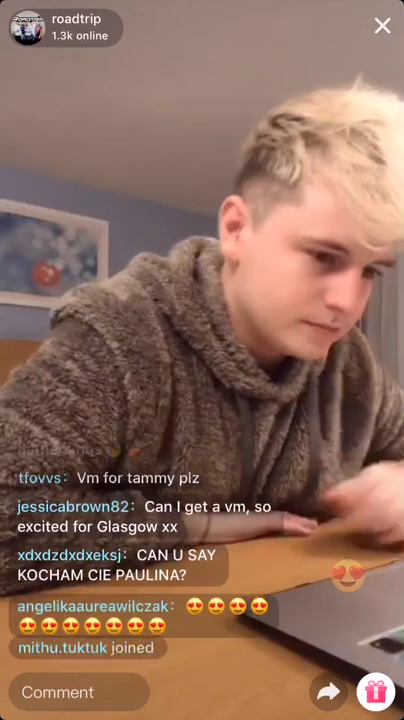 roadtrip
1.3k online
tfovvs: Vm for tammy plz
jessicabrown82: Can I get a vm, so
excited for Glasgow xx
xdxdzdxdxeksj: CAN U SAY
KOCHAM CIE PAULINA?
angelikaaureawilczak: 😍😍😍😍
😍😍😍😍😍😍😍
mithu.tuktuk joined
Comment